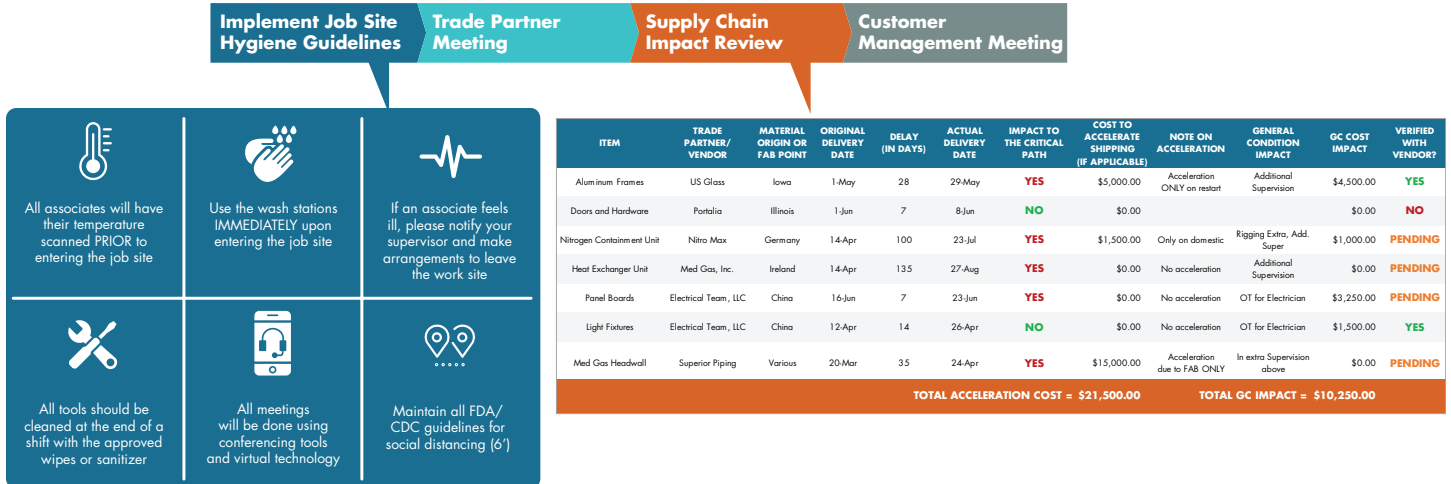 Implement Job Site
Hygiene Guidelines
Trade Partner
Meeting
Supply Chain
Impact Review
Customer
Management Meeting
All associates will have
their temperature
scanned PRIOR to
entering the job site
Use the wash stations
IMMEDIATELY upon
entering the job site
If an associate feels
ill, please notify your
supervisor and make
arrangements to leave
the work site
All tools should be
cleaned at the end of a
shift with the approved
wipes or sanitizer
All meetings
will be done using
conferencing tools
and virtual technology
Maintain all FDA/
CDC guidelines for
social distancing (6')
ITEM
TRADE
PARTNER/
VENDOR
MATERIAL
ORIGIN OR
FAB POINT
ORIGINAL
DELIVERY
DATE
DELAY
(IN DAYS)
ACTUAL
DELIVERY
DATE
IMPACT TO
THE CRITICAL
PATH
COST TO
ACCELERATE
SHIPPING
(IF APPLICABLE)
NOTE ON
ACCELERATION
GENERAL
CONDITION
IMPACT
GC COST
IMPACT
VERIFIED
WITH
VENDOR?
Aluminum Frames US Glass Iowa 1-May 28 29-May YES $5,000.00
Acceleration
ONLY on restart
Additional
Supervision
$4,500.00 YES
Doors and Hardware Portalia Illinois 1-Jun 7 8-Jun NO $0.00 $0.00 NO
Nitrogen Containment Unit Nitro Max Germany 14-Apr 100 23-Jul YES $1,500.00 Only on domestic
Rigging Extra, Add.
Super
$1,000.00 PENDING
Heat Exchanger Unit Med Gas, Inc. Ireland 14-Apr 135 27-Aug YES $0.00 No acceleration
Additional
Supervision
$0.00 PENDING
Panel Boards Electrical Team, LLC China 16-Jun 7 23-Jun YES $0.00 No acceleration OT for Electrician $3,250.00 PENDING
Light Fixtures Electrical Team, LLC China 12-Apr 14 26-Apr NO $0.00 No acceleration OT for Electrician $1,500.00 YES
Med Gas Headwall Superior Piping Various 20-Mar 35 24-Apr YES $15,000.00
Acceleration
due to FAB ONLY
In extra Supervision
above
$0.00 PENDING
TOTAL ACCELERATION COST = $21,500.00 TOTAL GC IMPACT = $10,250.00